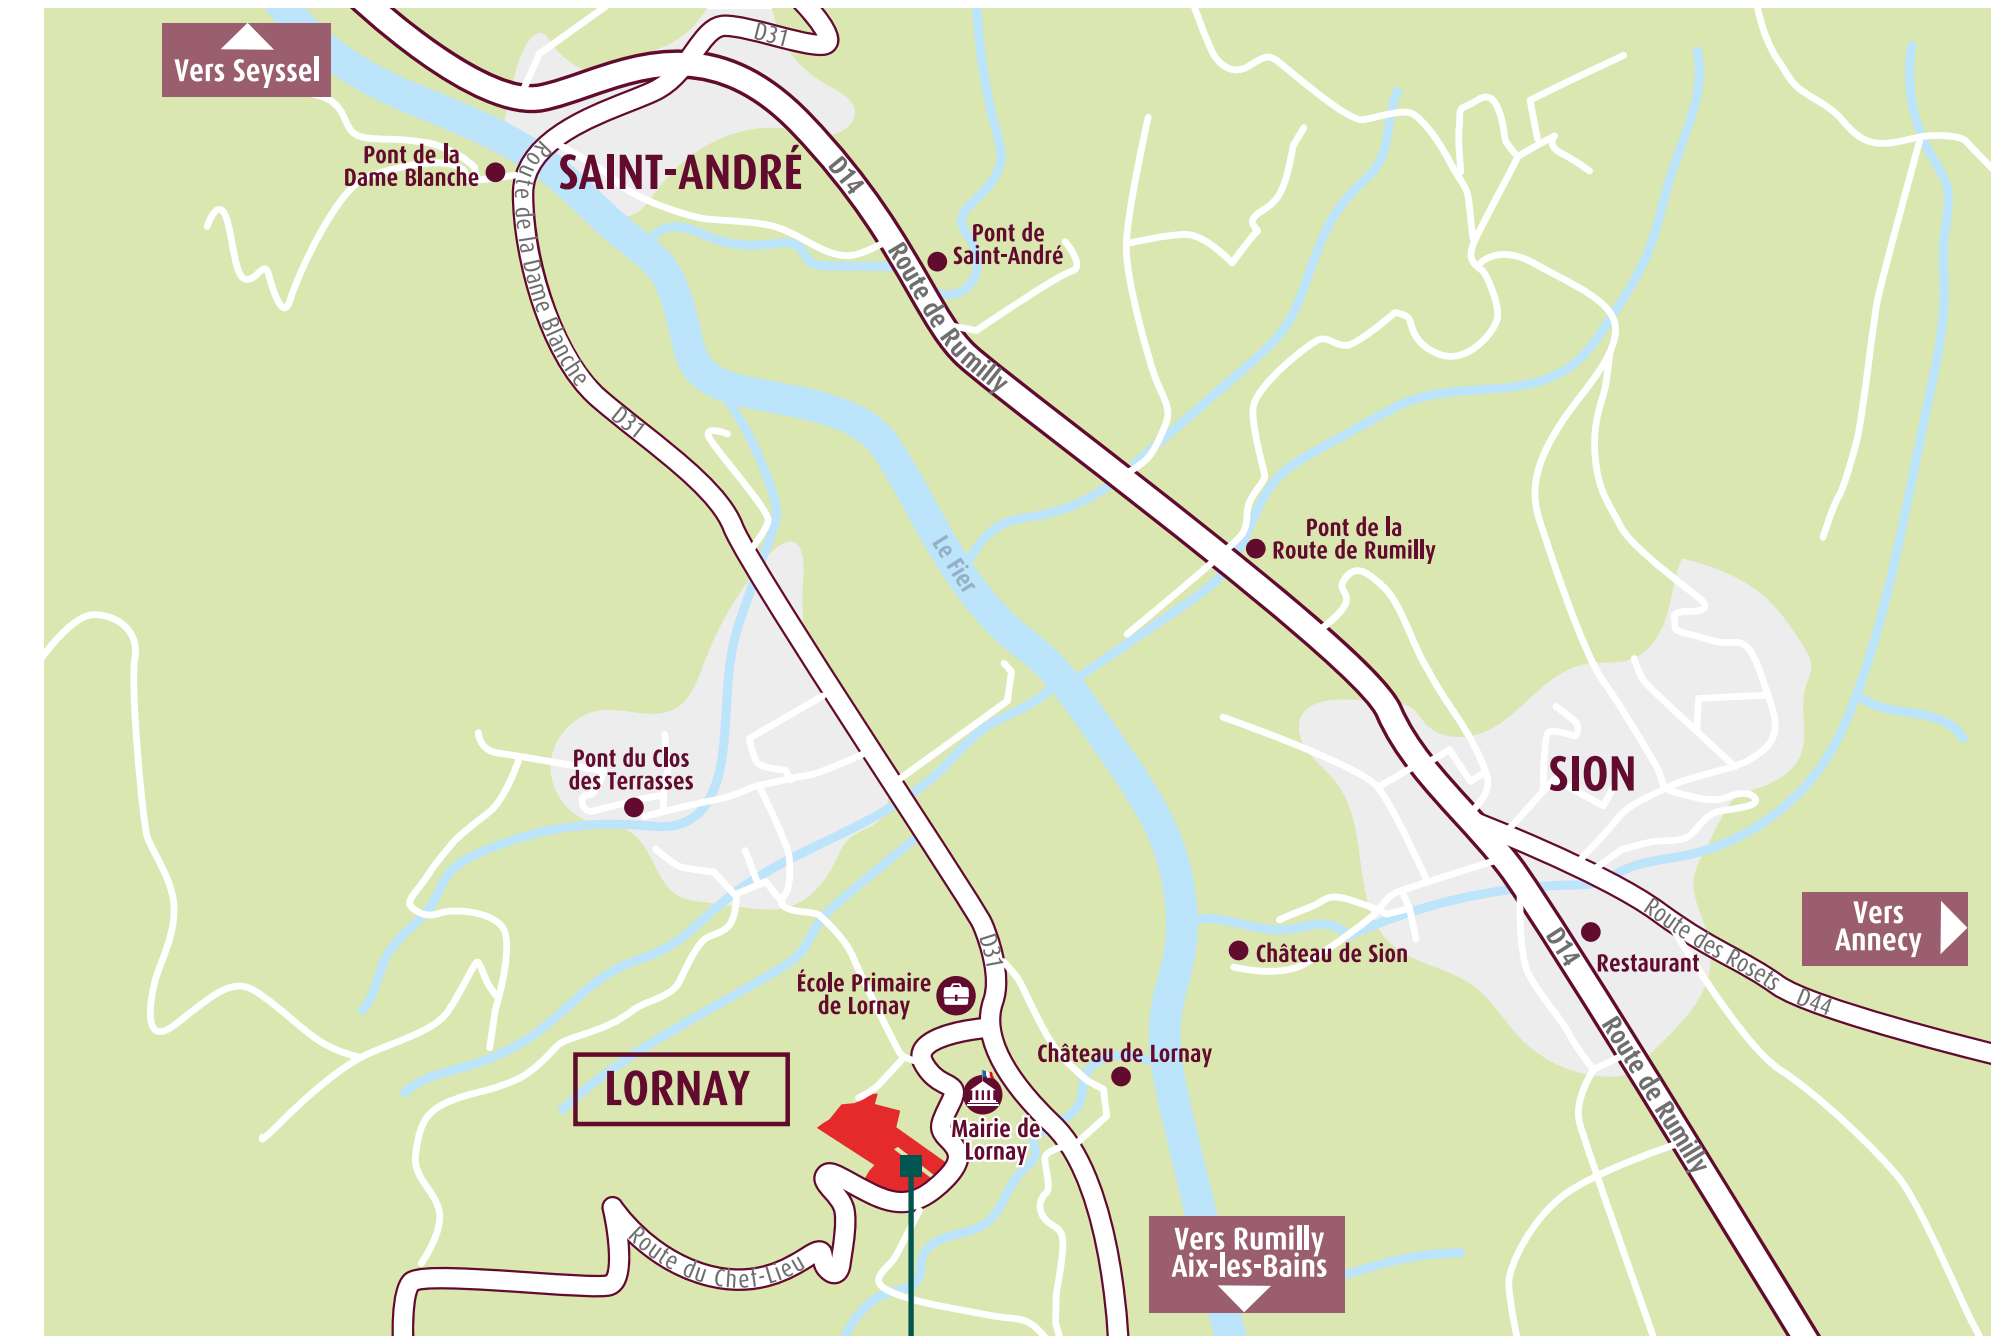 D31
Vers Seyssel
Pont de la
Dame Blanche
SAINT-ANDRÉ
D14
Route de la Dame Blanche
Pont de
Saint-André
Route de Rumilly
D31
Le Fier
Pont de la
Route de Rumilly
Pont du Clos
des Terrasses
SION
Vers
Annecy
Route des Rosets
D44
D14
Restaurant
Château de Sion
D31
École Primaire
de Lornay
Château de Lornay
Route de Rumilly
LORNAY
Mairie de
Lornay
Route du Chef-Lieu
Vers Rumilly
Aix-les-Bains